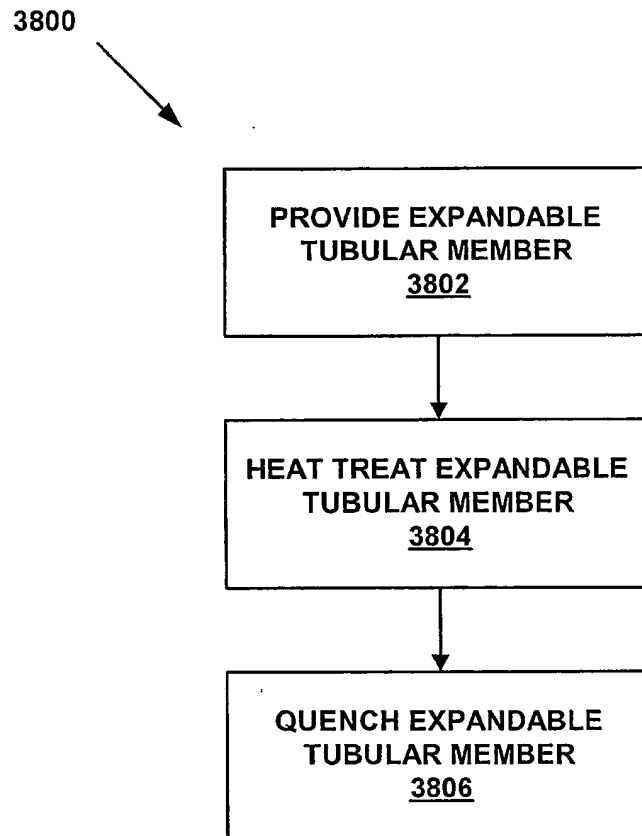 3800
PROVIDE EXPANDABLE
TUBULAR MEMBER
3802
HEAT TREAT EXPANDABLE
TUBULAR MEMBER
3804
QUENCH EXPANDABLE
TUBULAR MEMBER
3806